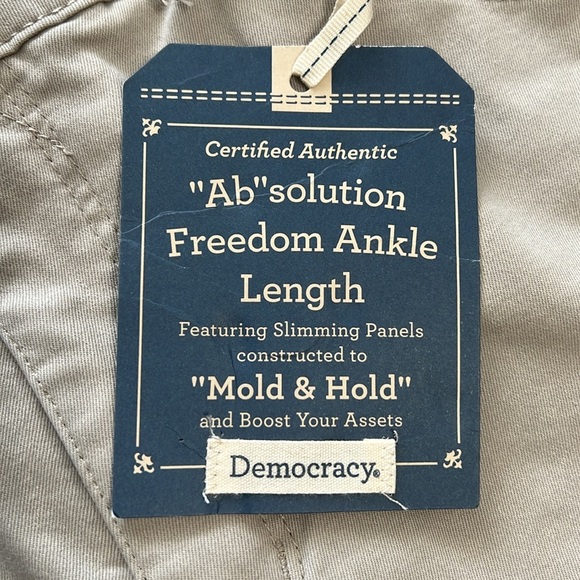 Certified Authentic
"Ab"solution
Freedom Ankle
Length
Featuring Slimming Panels
constructed to
"Mold & Hold"
and Boost Your Assets
Democracy®